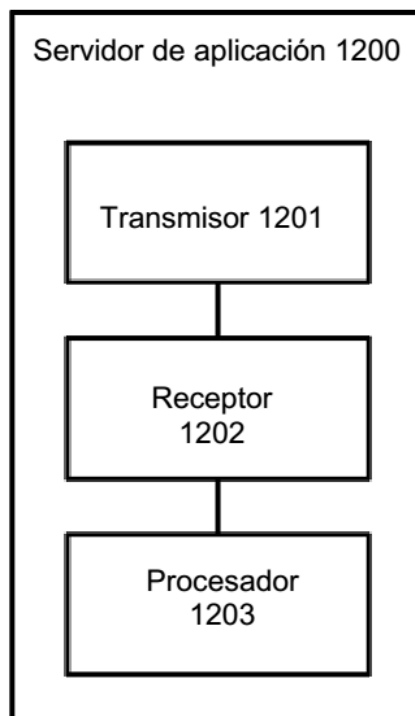 Servidor de aplicación 1200
Transmisor 1201
Receptor
1202
Procesador
1203